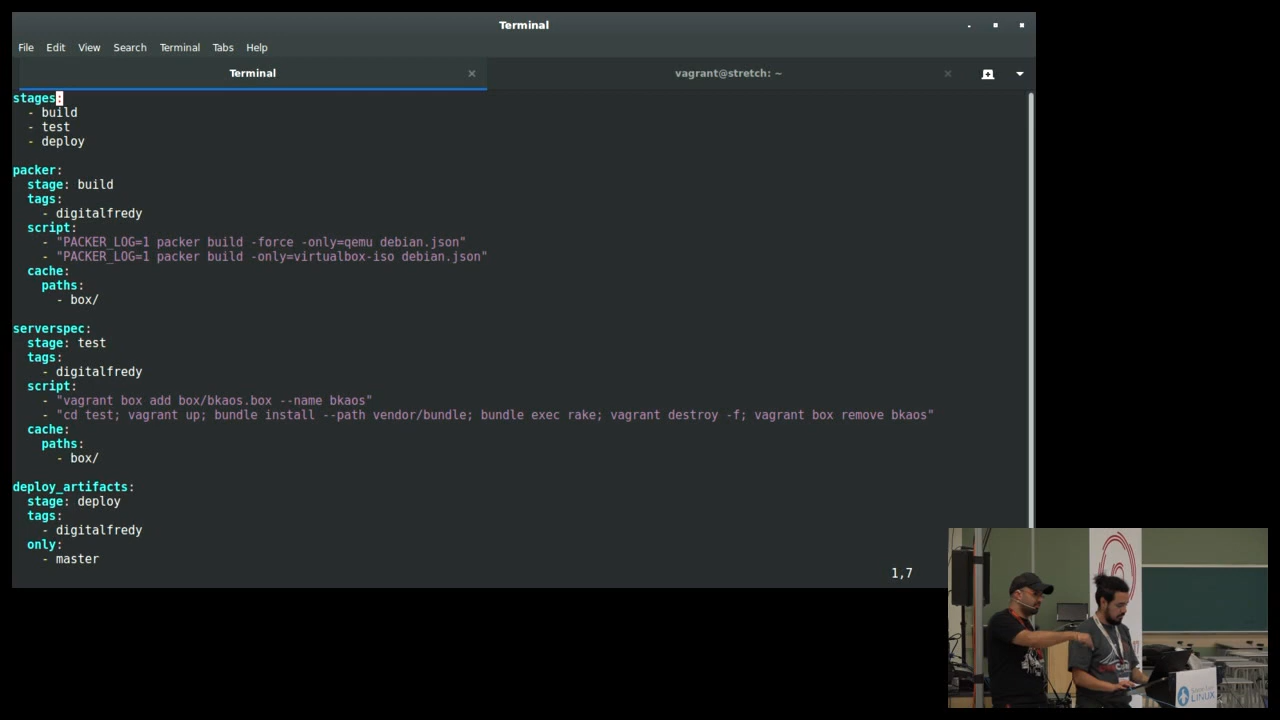 Terminal
File Edit View Search Terminal Tabs Help
Terminal
vagrant@stretch: ~
stages:
  - build
  - test
  - deploy
packer:
  stage: build
  tags:
    - digitalfredy
  script:
    - "PACKER_LOG=1 packer build -force -only=qemu debian.json"
    - "PACKER_LOG=1 packer build -only=virtualbox-iso debian.json"
  cache:
    paths:
      - box/
serverspec:
  stage: test
  tags:
    - digitalfredy
  script:
    - "vagrant box add box/bkaos.box --name bkaos"
    - "cd test; vagrant up; bundle install --path vendor/bundle; bundle exec rake; vagrant destroy -f; vagrant box remove bkaos"
  cache:
    paths:
      - box/
deploy_artifacts:
  stage: deploy
  tags:
    - digitalfredy
  only:
    - master
1,7
LINUX